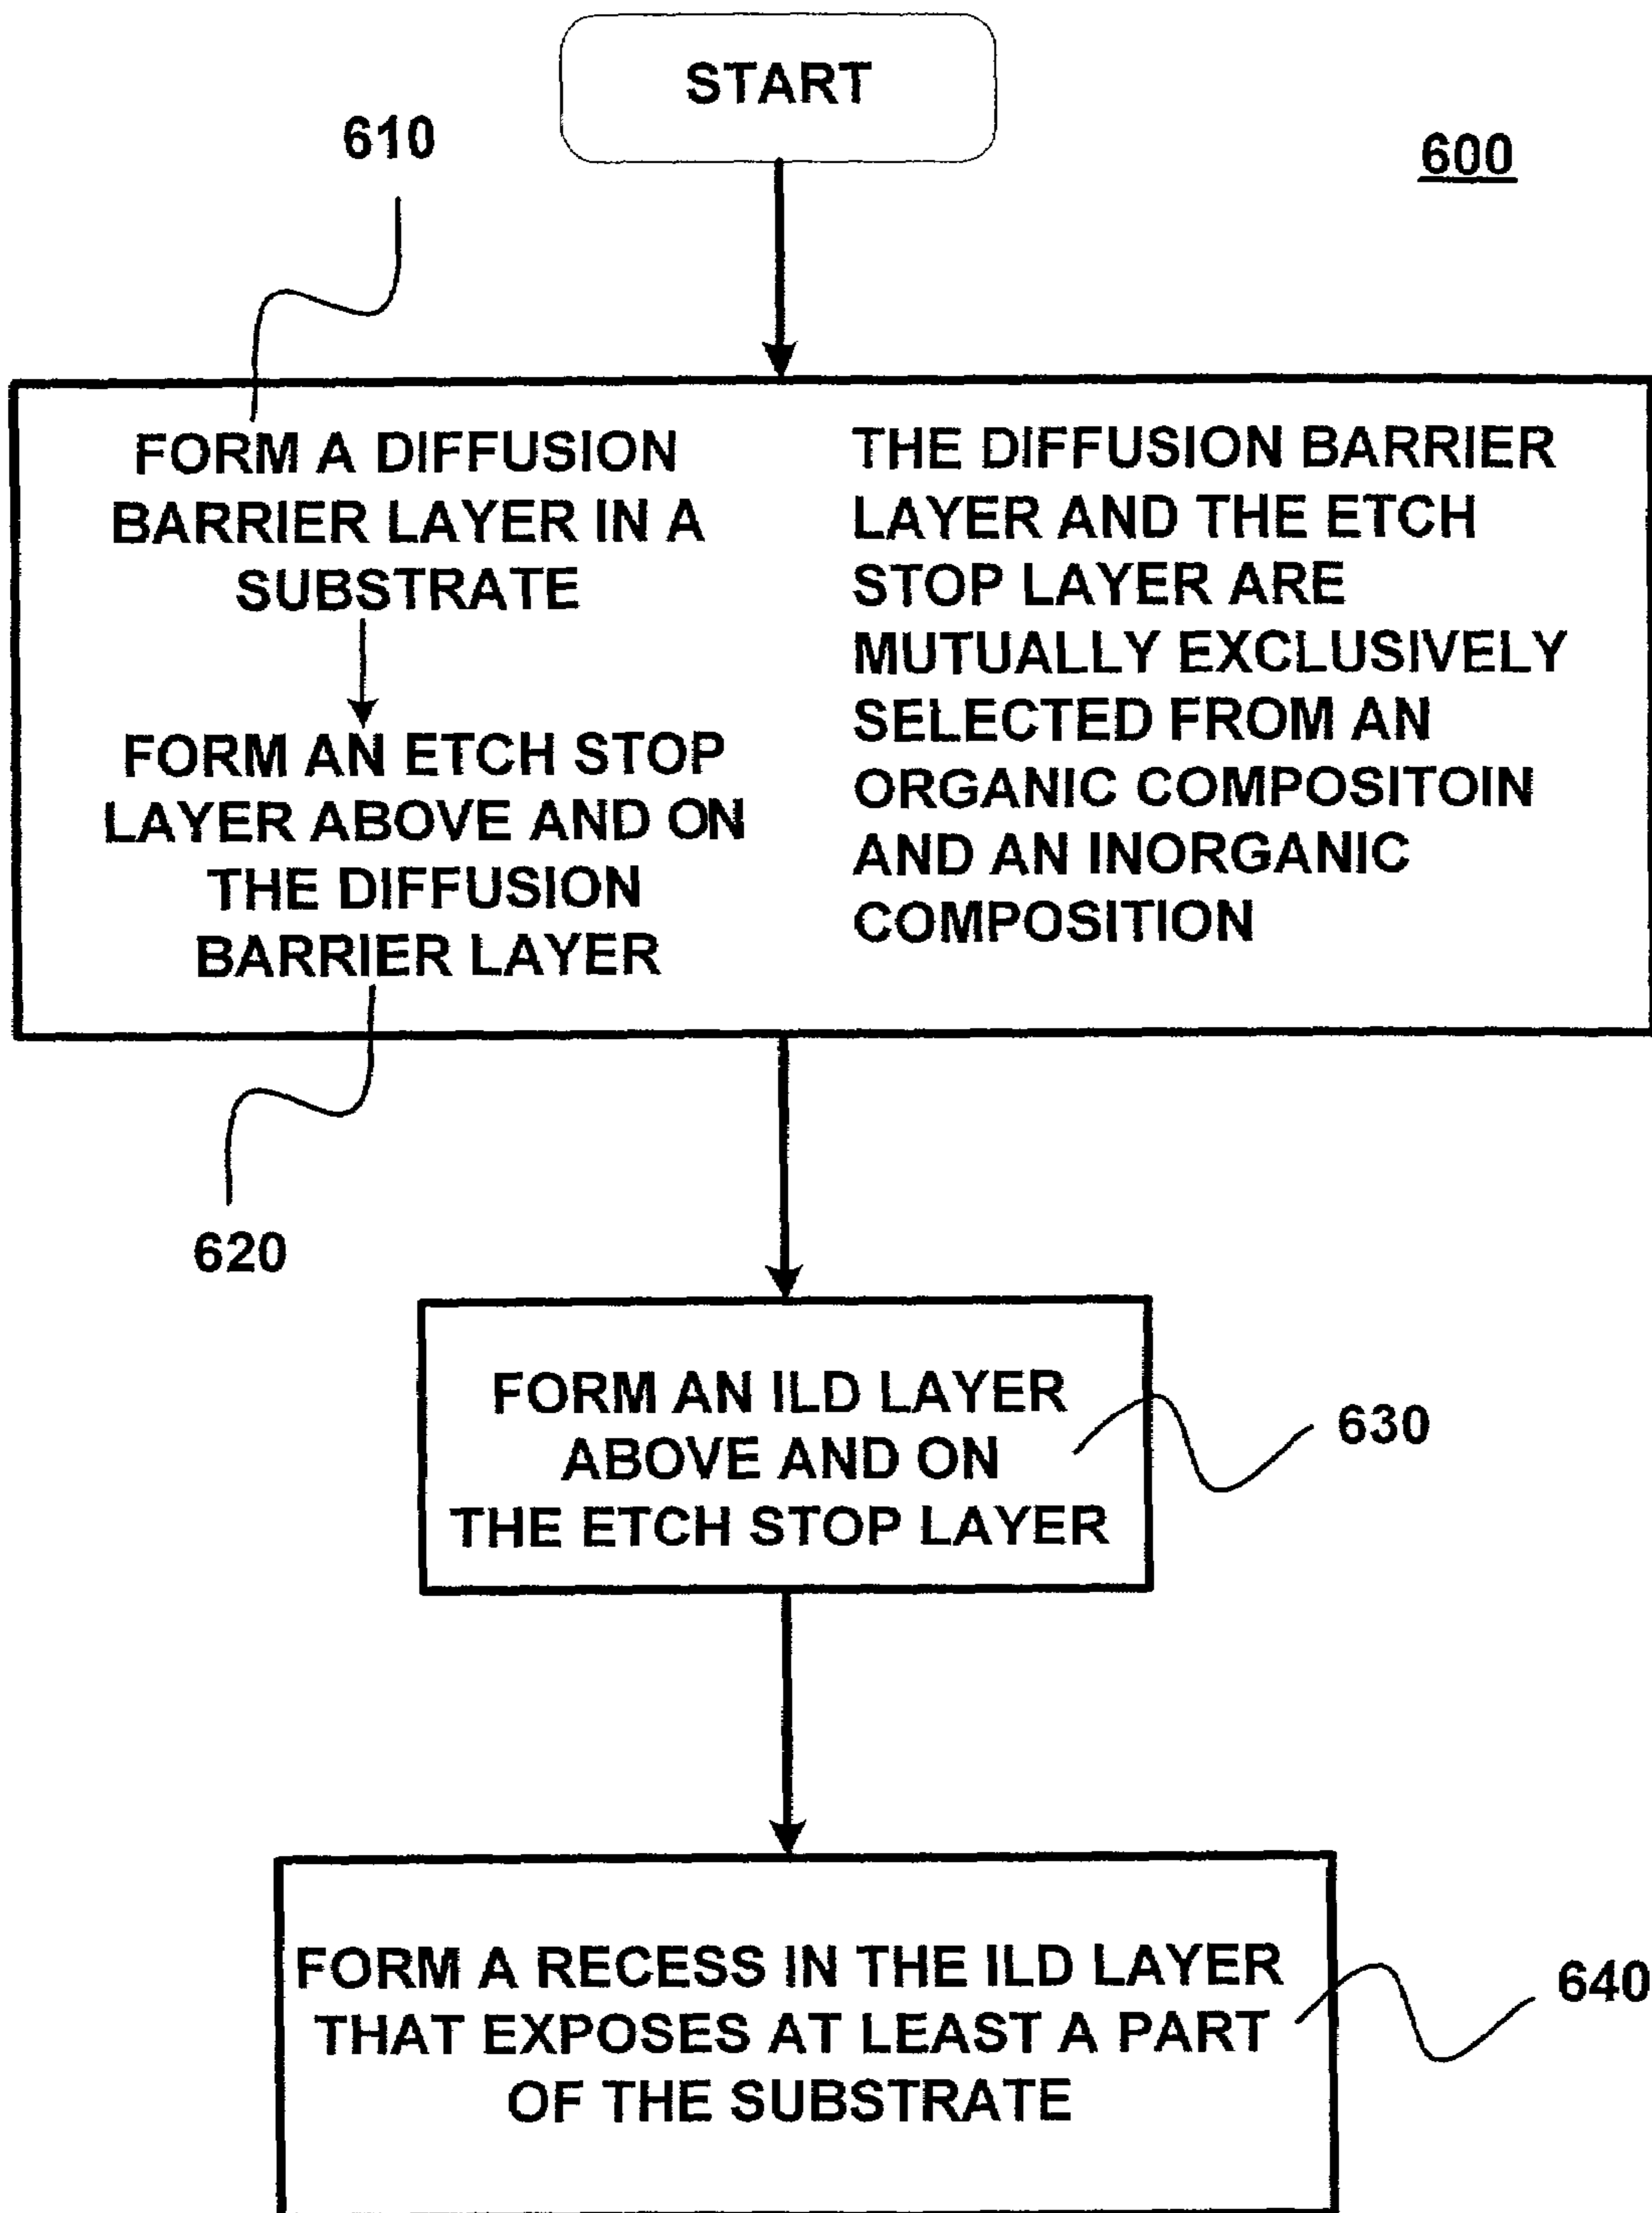 START
610
600
FORM A DIFFUSION
BARRIER LAYER IN A
SUBSTRATE
FORM AN ETCH STOP
LAYER ABOVE AND ON
THE DIFFUSION
BARRIER LAYER
THE DIFFUSION BARRIER
LAYER AND THE ETCH
STOP LAYER ARE
MUTUALLY EXCLUSIVELY
SELECTED FROM AN
ORGANIC COMPOSITOIN
AND AN INORGANIC
COMPOSITION
620
FORM AN ILD LAYER
ABOVE AND ON
THE ETCH STOP LAYER
630
FORM A RECESS IN THE ILD LAYER
THAT EXPOSES AT LEAST A PART
OF THE SUBSTRATE
640